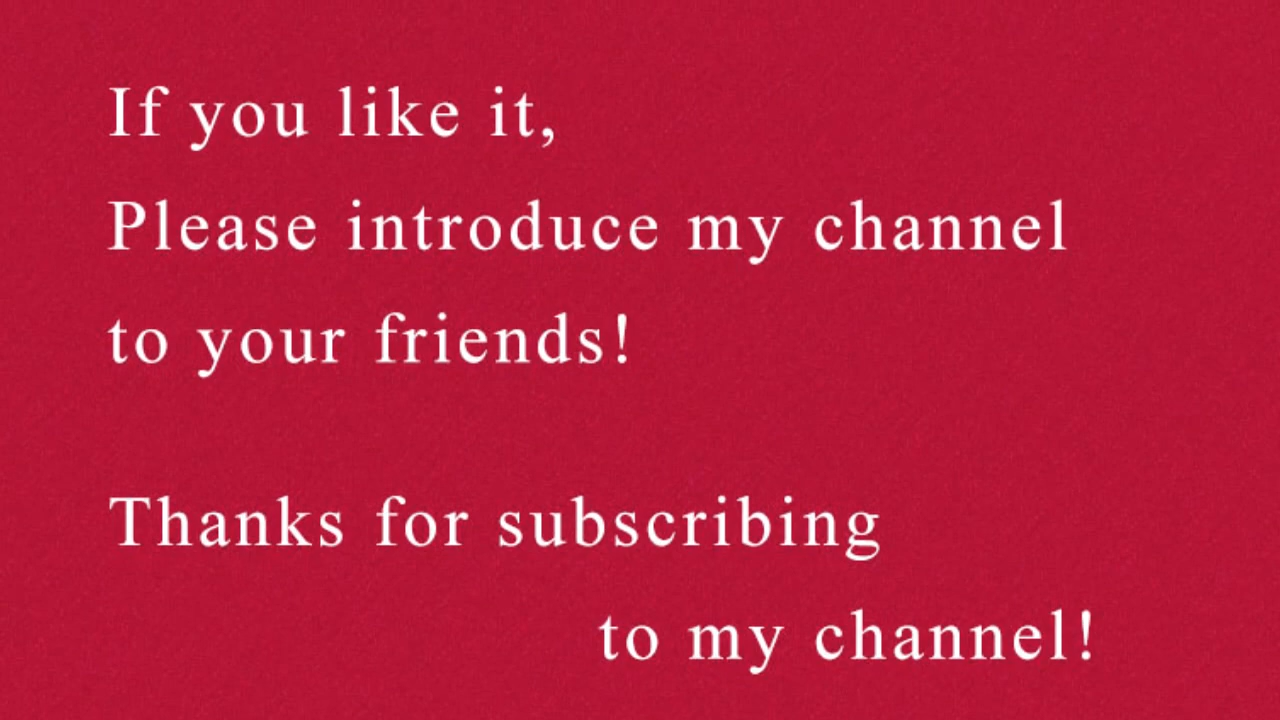 If you like it,
Please introduce my channel
to your friends!
Thanks for subscribing
to my channel!